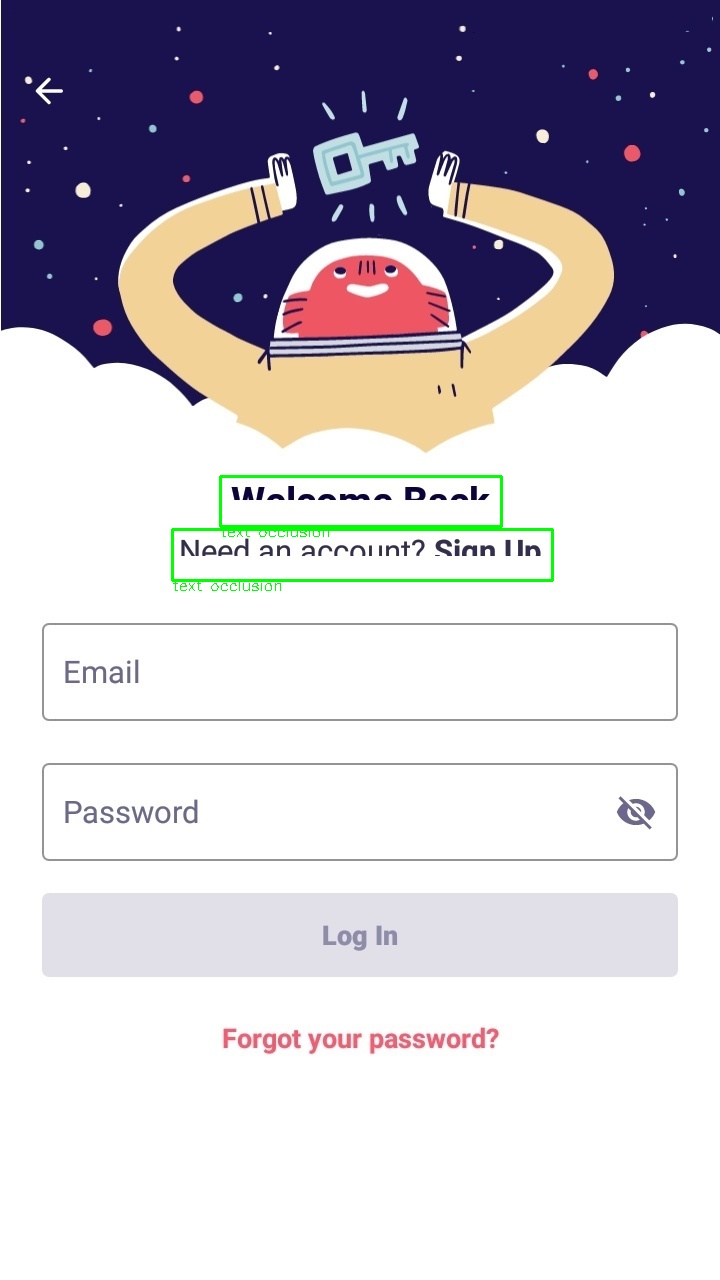 Welcome Back
text occlusion
Need an account? Sign Up
text occlusion
Email
Password
Log In
Forgot your password?